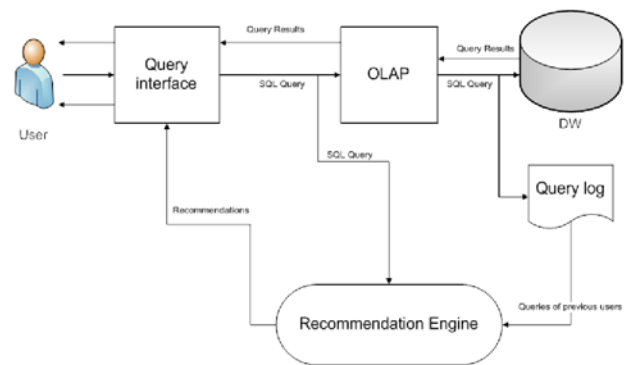 Query Results
Query Results
Query
interface
OLAP
SQL Query
SQL Query
User
DW
SQL Query
Query log
Recommendations
Queries of previous users
Recommendation Engine